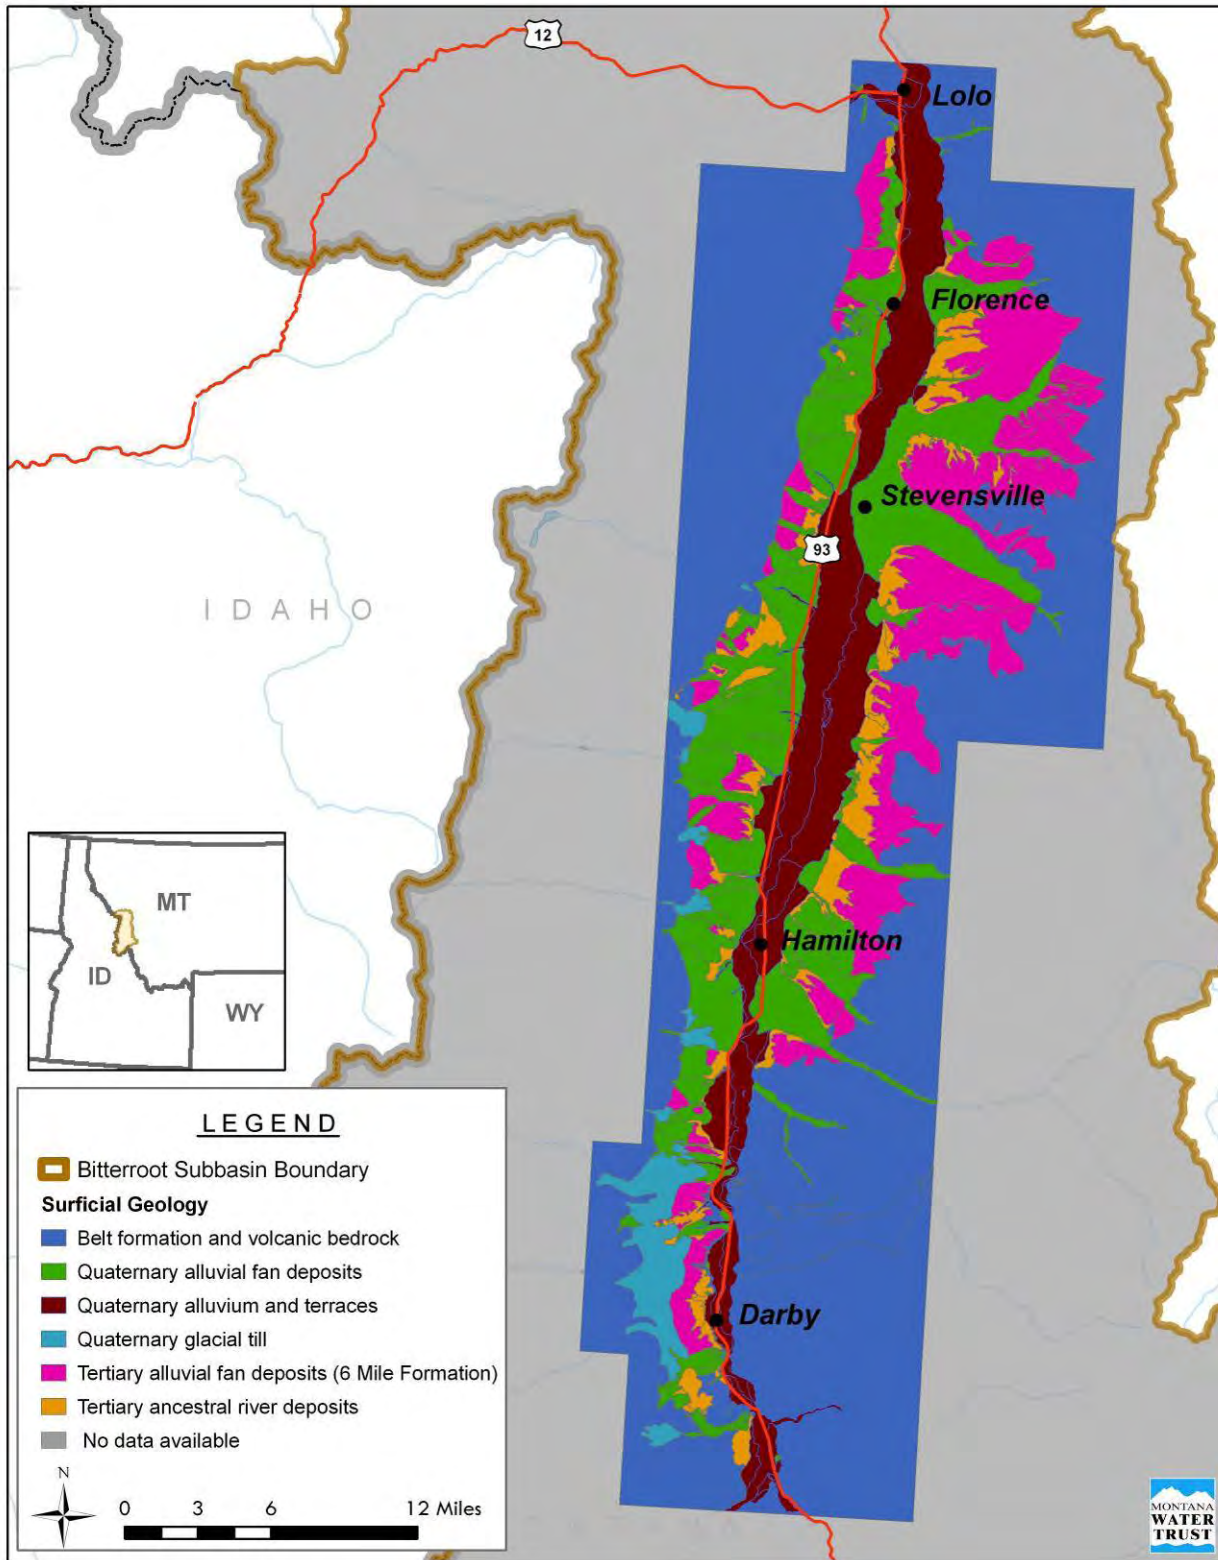 12
Lolo
Florence
Stevensville
93
IDAHO
MT
ID
WY
Hamilton
LEGEND
Bitterroot Subbasin Boundary
Surficial Geology
Belt formation and volcanic bedrock
Quaternary alluvial fan deposits
Quaternary alluvium and terraces
Quaternary glacial till
Tertiary alluvial fan deposits (6 Mile Formation)
Tertiary ancestral river deposits
No data available
Darby
N
0 3 6 12 Miles
MONTANA
WATER
TRUST